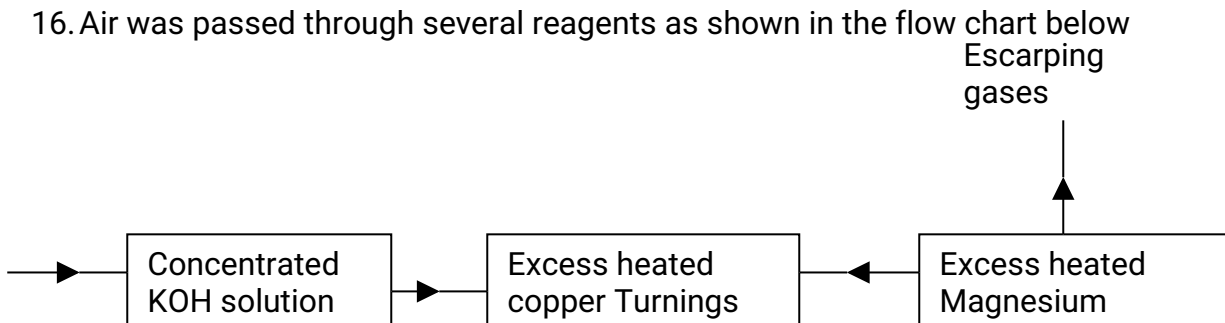 16. Air was passed through several reagents as shown in the flow chart below
Escarping
gases
Concentrated
KOH solution
Excess heated
copper Turnings
Excess heated
Magnesium